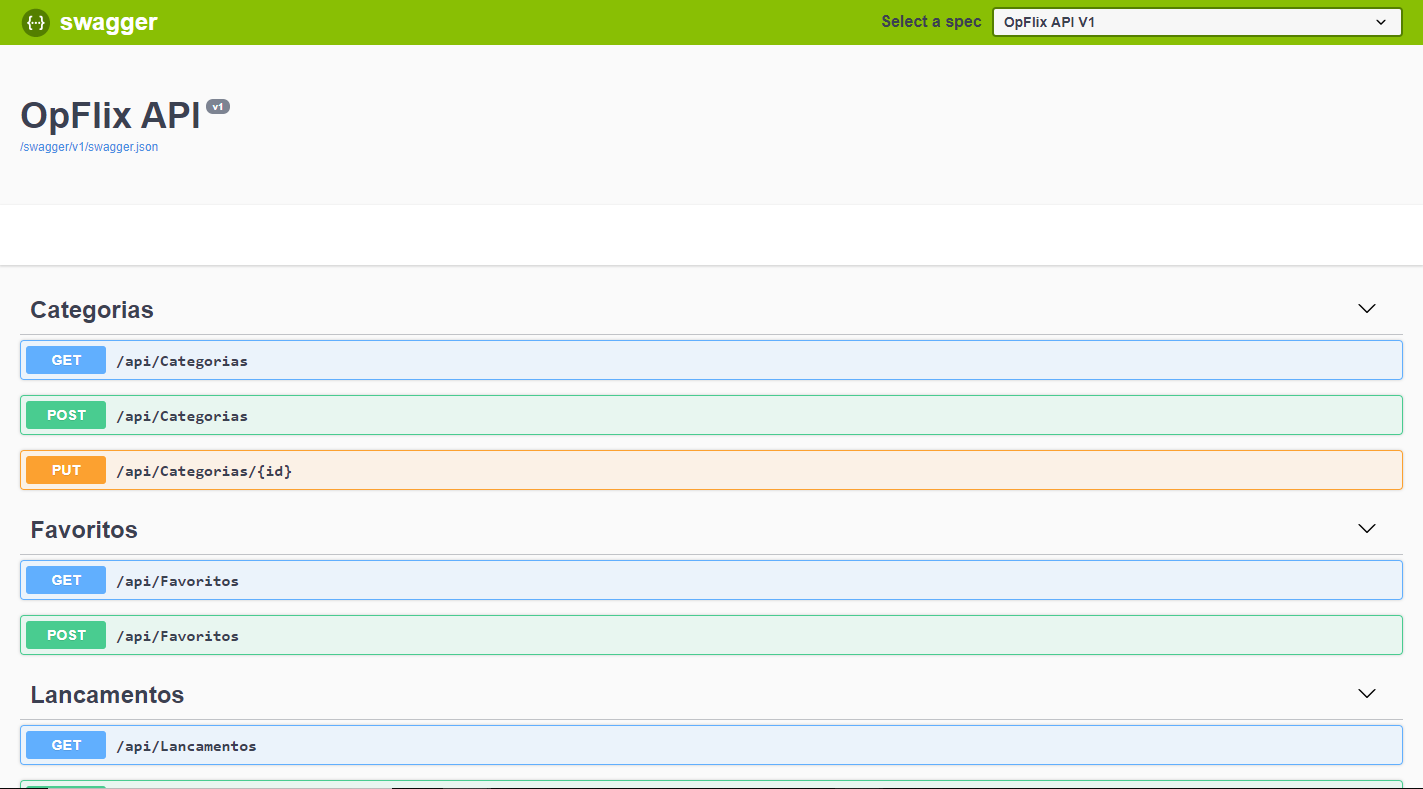 {···} swagger
Select a spec OpFlix API V1
OpFlix API v1
/swagger/v1/swagger.json
Categorias
GET /api/Categorias
POST /api/Categorias
PUT /api/Categorias/{id}
Favoritos
GET /api/Favoritos
POST /api/Favoritos
Lancamentos
GET /api/Lancamentos